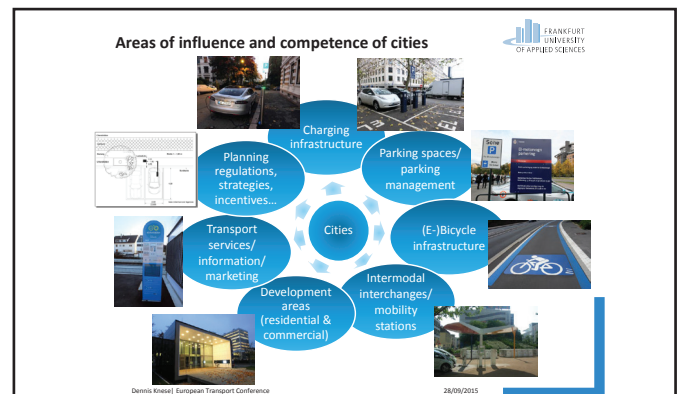 Areas of influence and competence of cities
FRANKFURT
UNIVERSITY
OF APPLIED SCIENCES
Charging
infrastructure
Parking spaces/
parking
management
(E-)Bicycle
infrastructure
Intermodal
interchanges/
mobility
stations
Development
areas
(residential &
commercial)
Transport
services/
information/
marketing
Planning
regulations,
strategies,
incentives...
Cities
Sone
P
Dennis Knese| European Transport Conference
28/09/2015